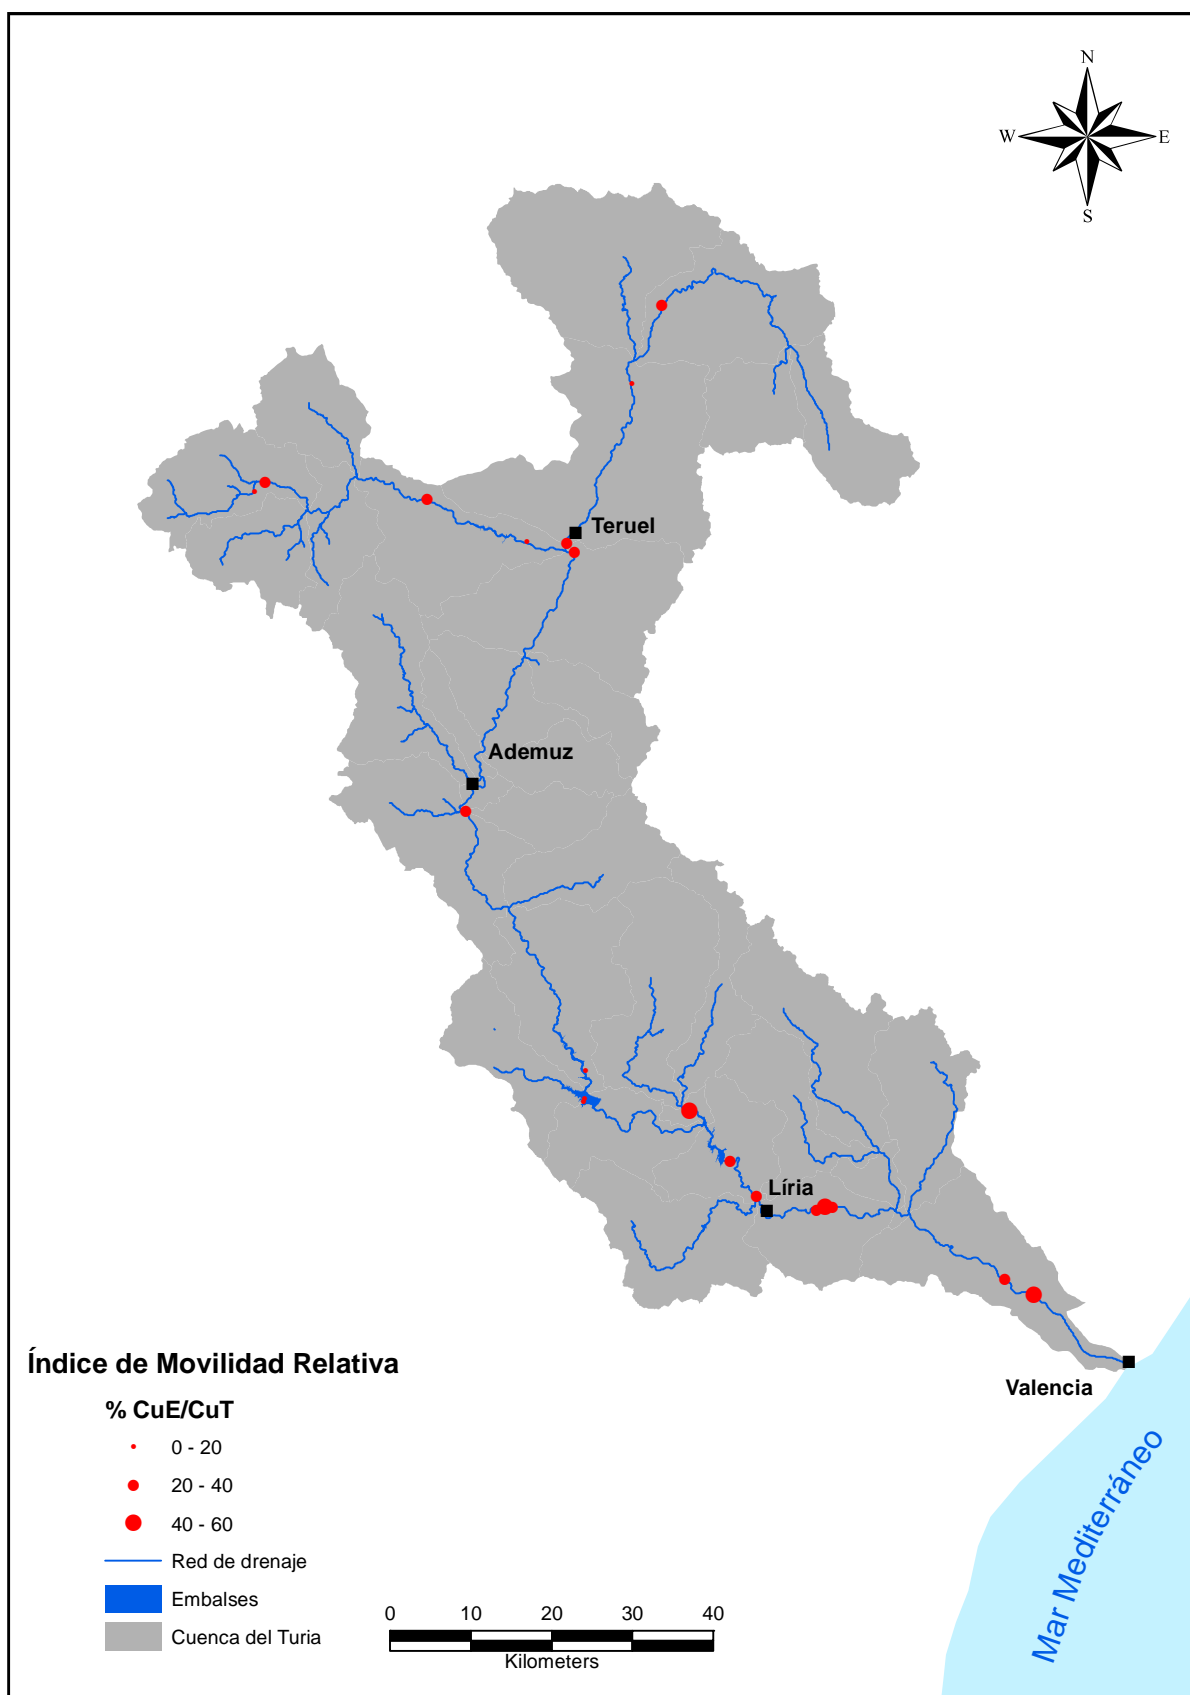 N
W
E
S
Teruel
Ademuz
Líria
Valencia
Mar Mediterráneo
Índice de Movilidad Relativa
% CuE/CuT
0 - 20
20 - 40
40 - 60
Red de drenaje
Embalses
Cuenca del Turia
0 10 20 30 40
Kilometers